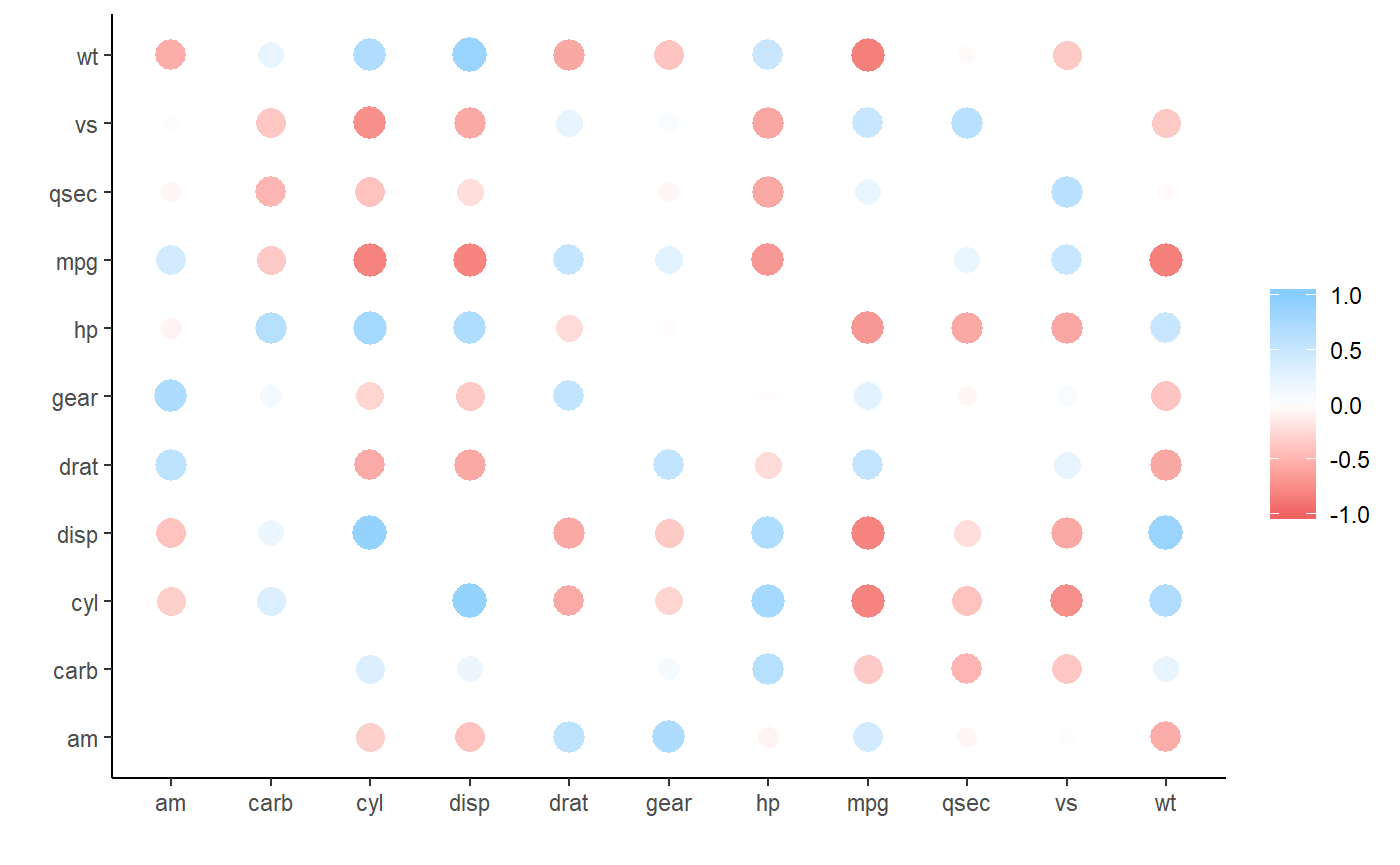 wt
vs
qsec
mpg
hp
gear
drat
disp
cyl
carb
am
am carb cyl disp drat gear hp mpg qsec vs wt
1.0
0.5
0.0
-0.5
-1.0